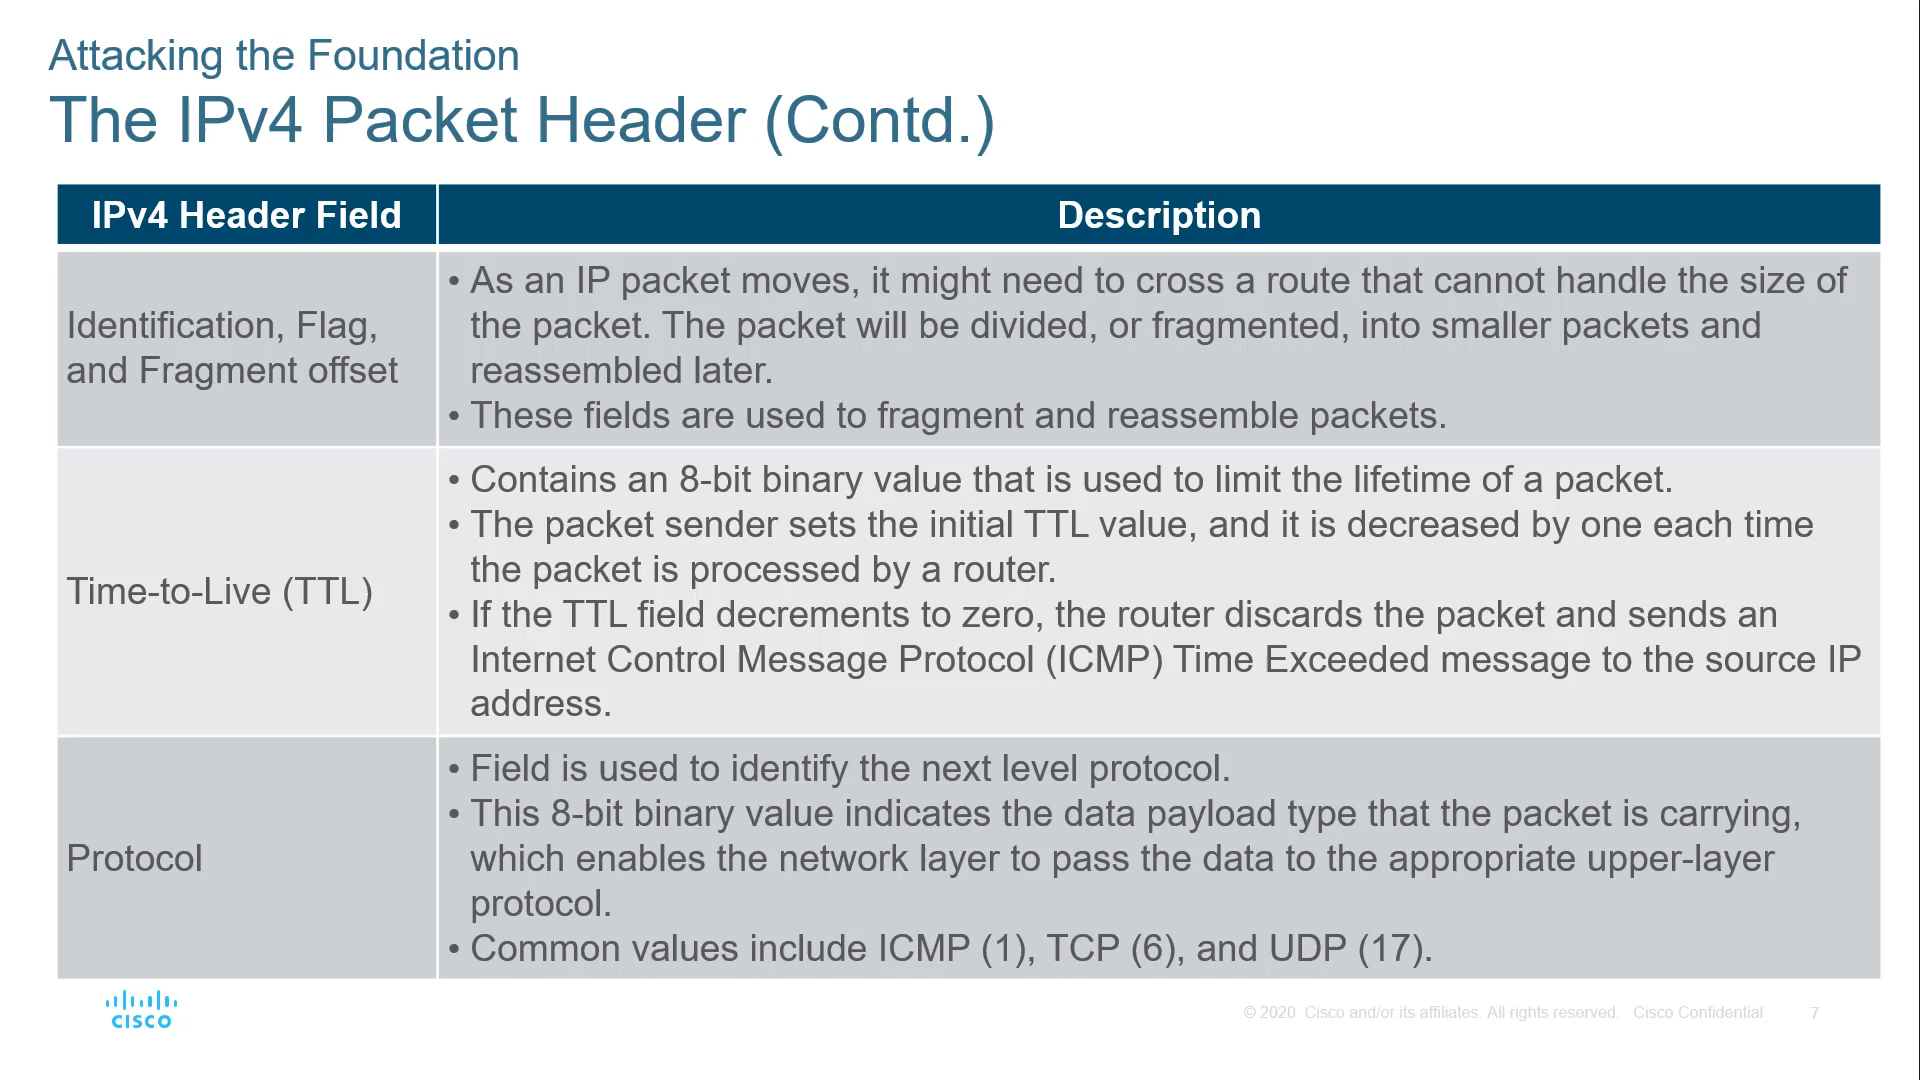 Attacking the Foundation
The IPv4 Packet Header (Contd.)
IPv4 Header Field
Description
Identification, Flag,
and Fragment offset
• As an IP packet moves, it might need to cross a route that cannot handle the size of
the packet. The packet will be divided, or fragmented, into smaller packets and
reassembled later.
• These fields are used to fragment and reassemble packets.
Time-to-Live (TTL)
• Contains an 8-bit binary value that is used to limit the lifetime of a packet.
• The packet sender sets the initial TTL value, and it is decreased by one each time
the packet is processed by a router.
• If the TTL field decrements to zero, the router discards the packet and sends an
Internet Control Message Protocol (ICMP) Time Exceeded message to the source IP
address.
Protocol
• Field is used to identify the next level protocol.
• This 8-bit binary value indicates the data payload type that the packet is carrying,
which enables the network layer to pass the data to the appropriate upper-layer
protocol.
• Common values include ICMP (1), TCP (6), and UDP (17).
CISCO
© 2020 Cisco and/or its affiliates. All rights reserved. Cisco Confidential
7